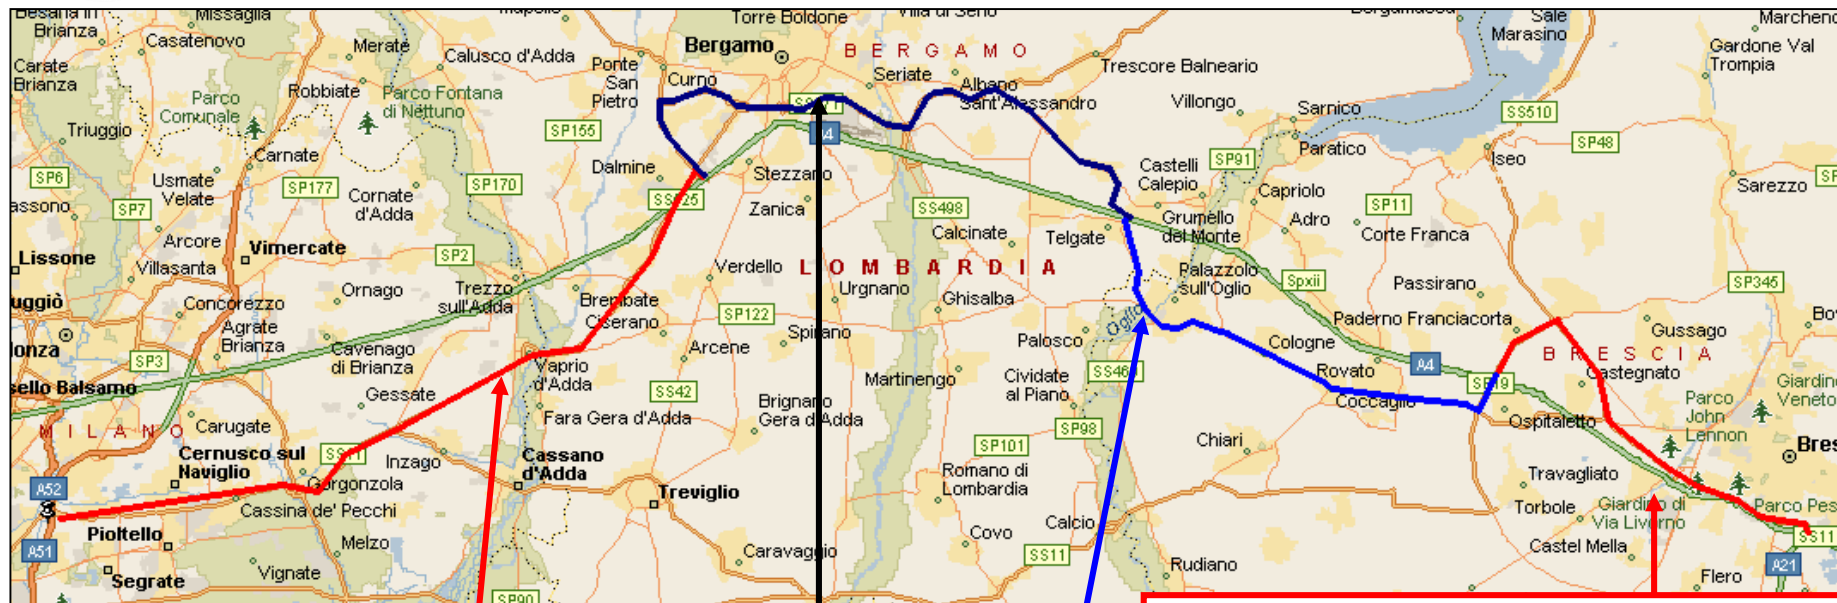 Besana in
Brianza
Missaglia
Torre Boldone
Villa di Serio
Sale
Marasino
Marcheno
Casatenovo
Merate
Calusco d'Adda
Ponte
San
Pietro
Bergamo
BERGAMO
Gardone Val
Trompia
Carate
Brianza
Robbiate
Parco Fontana
di Nettuno
Curno
Seriate
Albano
Sant'Alessandro
Trescore Balneario
Villongo
Sarnico
SS510
Parco
Comunale
Triuggio
SP155
A4
Paratico
SP48
Carnate
Dalmine
Stezzano
Castelli
Calepio
SP91
Iseo
SP6
Usmate
Velate
SP177
Cornate
d'Adda
SP170
Zanica
SS498
Capriolo
Sarezzo
SP7
Arcore
Vimercate
SP2
Calcinate
Telgate
Grumello
del Monte
Adro
SP11
Corte Franca
Lissone
Villasanta
Verdello
LOMBARDIA
Palazzolo
sull'Oglio
Spxii
Passirano
SP345
Concorezzo
Ornago
Trezzo
sull'Adda
Brembate
Ciserano
Urgnano
Ghisalba
Oglio
Paderno Franciacorta
Gussago
Agrate
Brianza
SP122
Spirano
Palosco
Cologne
BRESCIA
SP3
Cavenago
di Brianza
Vaprio
d'Adda
Arcene
Martinengo
Cividate
al Piano
Rovato
A4
Castegnato
Gessate
SS42
Brignano
Gera d'Adda
Coccaglio
Ospitaletto
Parco
John
Lennon
MILANO
Carugate
Fara Gera d'Adda
SP98
SP101
Chiari
Cernusco sul
Naviglio
SS11
Inzago
Cassano
d'Adda
Romano di
Lombardia
Travagliato
A52
Gorgonzola
Treviglio
Torbole
Giardino di
Via Livorno
Cassina de' Pecchi
Calcio
Pioltello
Melzo
Covo
SS11
Castel Mella
SS11
A51
Caravaggio
Rudiano
A21
Segrate
Vignate
Flero
SP90